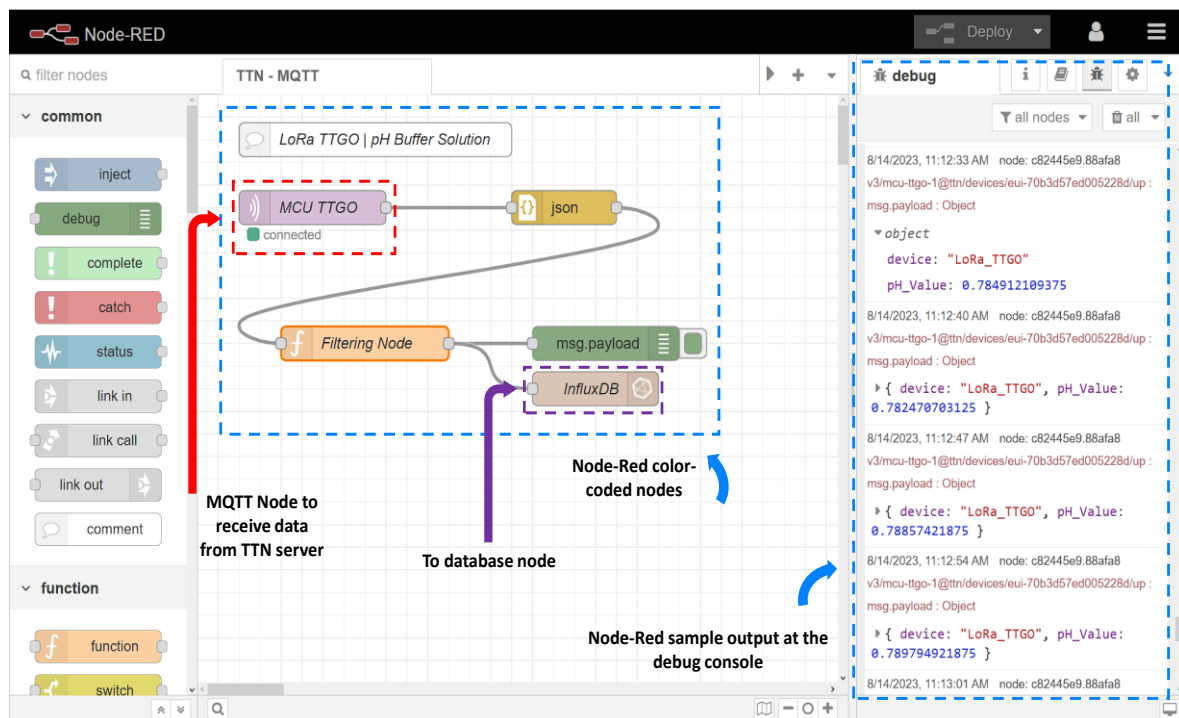 Node-RED
Deploy
filter nodes
common
inject
debug
complete
catch
status
link in
link call
link out
comment
function
function
switch
TTN - MQTT
LoRa TTGO | pH Buffer Solution
MCU TTGO
connected
json
Filtering Node
msg.payload
InfluxDB
MQTT Node to
receive data
from TTN server
To database node
Node-Red color-
coded nodes
Node-Red sample output at the
debug console
debug
i
all nodes
all
8/14/2023, 11:12:33 AM node: c82445e9.88afa8
v3/mcu-ttgo-1@ttn/devices/eui-70b3d57ed005228d/up :
msg.payload : Object
object
device: "LoRa_TTGO"
pH_Value: 0.784912109375
8/14/2023, 11:12:40 AM node: c82445e9.88afa8
v3/mcu-ttgo-1@ttn/devices/eui-70b3d57ed005228d/up :
msg.payload : Object
{ device: "LoRa_TTGO", pH_Value:
0.782470703125 }
8/14/2023, 11:12:47 AM node: c82445e9.88afa8
v3/mcu-ttgo-1@ttn/devices/eui-70b3d57ed005228d/up :
msg.payload : Object
{ device: "LoRa_TTGO", pH_Value:
0.78857421875 }
8/14/2023, 11:12:54 AM node: c82445e9.88afa8
v3/mcu-ttgo-1@ttn/devices/eui-70b3d57ed005228d/up :
msg.payload : Object
{ device: "LoRa_TTGO", pH_Value:
0.789794921875 }
8/14/2023, 11:13:01 AM node: c82445e9.88afa8